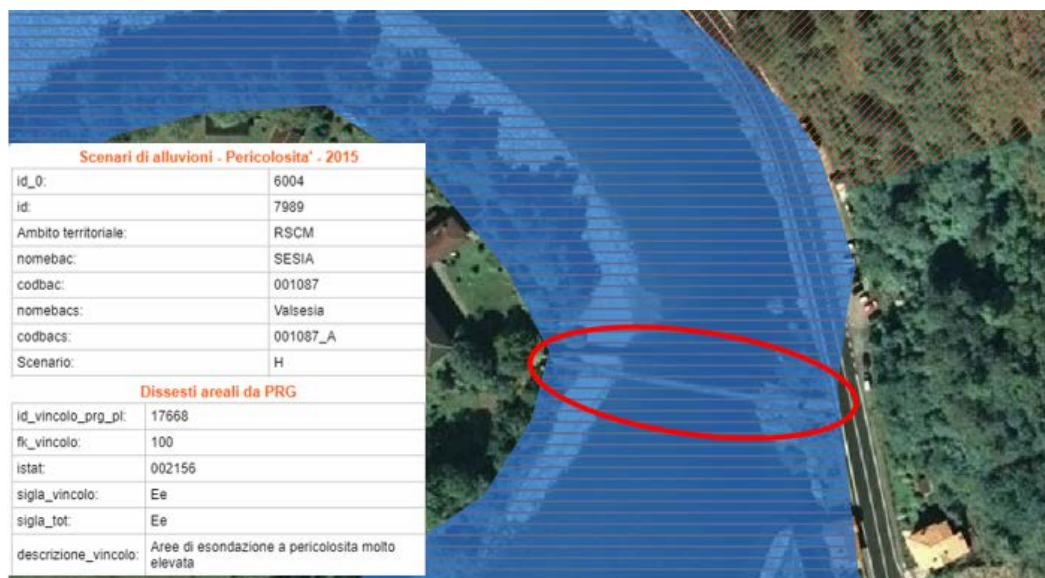 Scenari di alluvioni - Pericolosita' - 2015
id_0: 6004
id: 7989
Ambito territoriale: RSCM
nomebac: SESIA
codbac: 001087
nomebacs: Valsesia
codbacs: 001087_A
Scenario: H
Dissesti areali da PRG
id_vincolo_prg_pl: 17668
fk_vincolo: 100
istat: 002156
sigla_vincolo: Ee
sigla_tot: Ee
descrizione_vincolo: Aree di esondazione a pericolosita molto
elevata